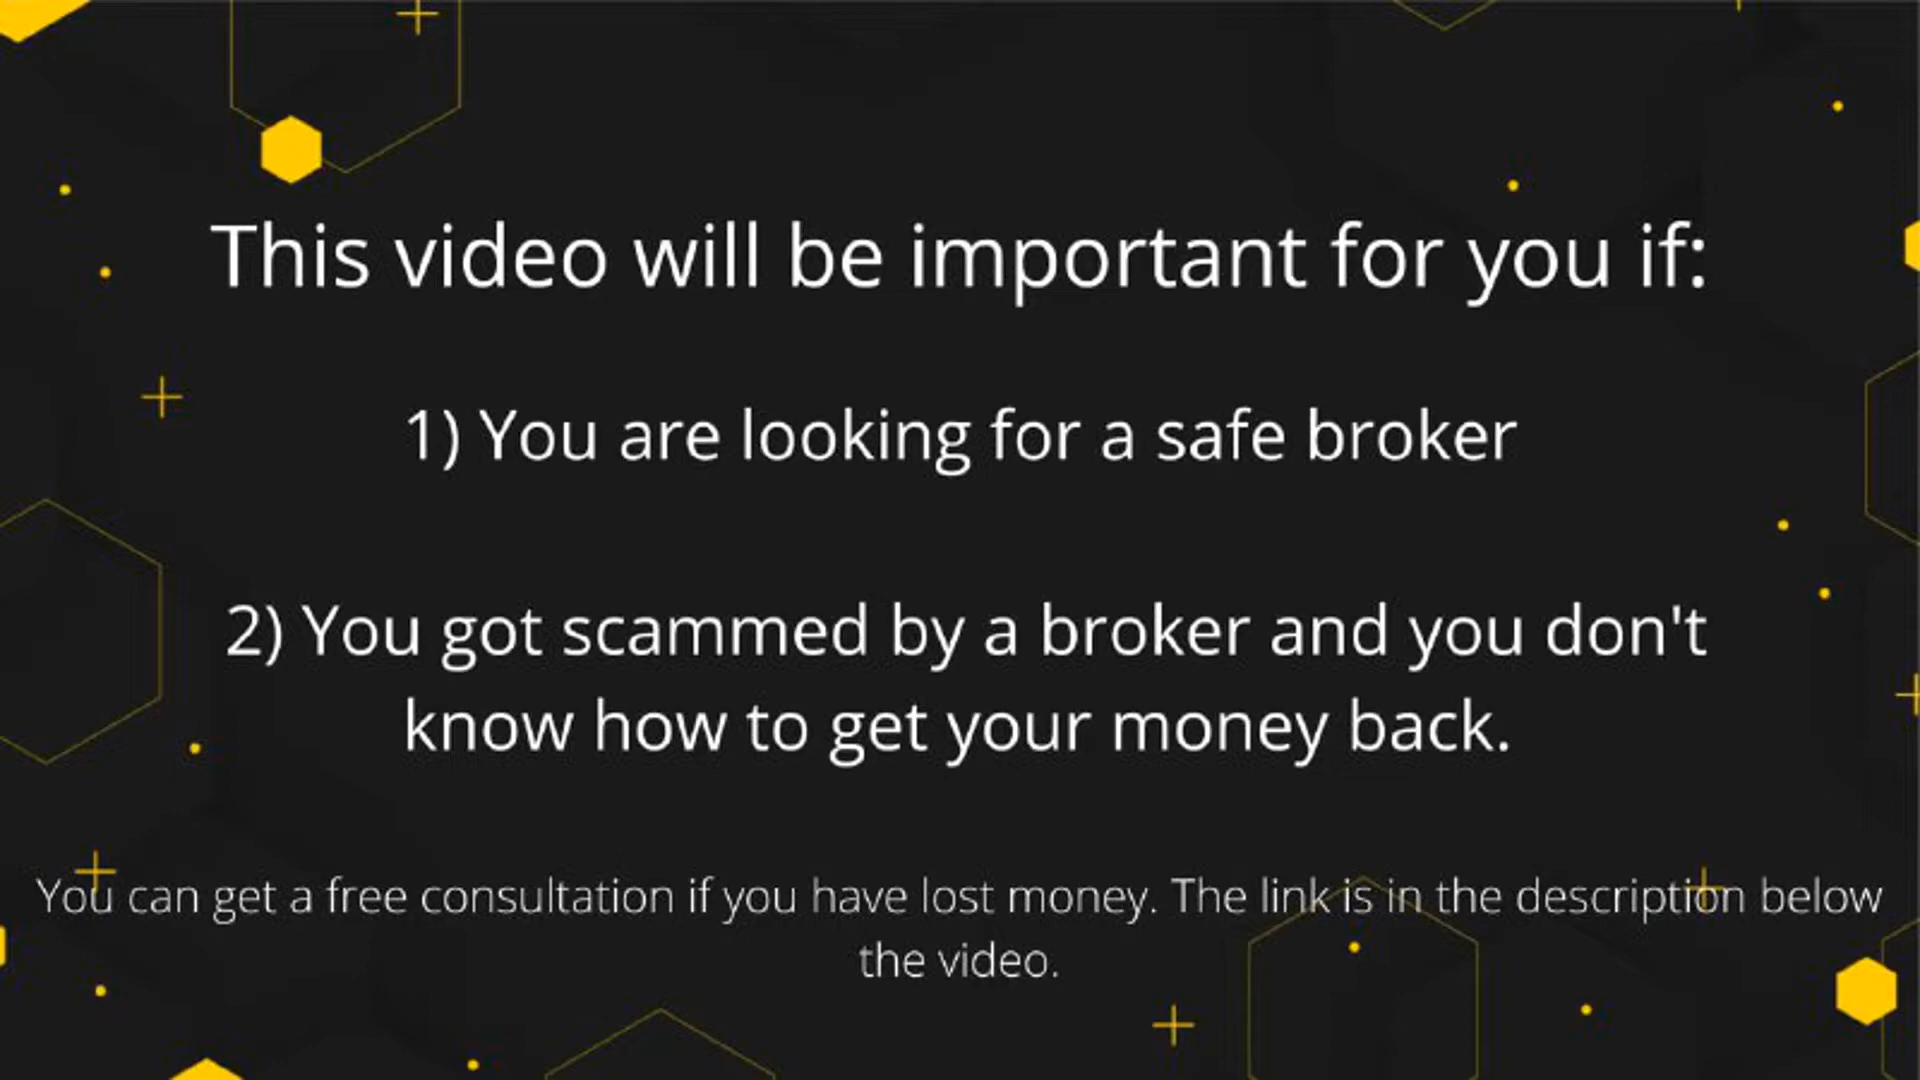 This video will be important for you if:
1) You are looking for a safe broker
2) You got scammed by a broker and you don't
know how to get your money back.
You can get a free consultation if you have lost money. The link is in the description below
the video.